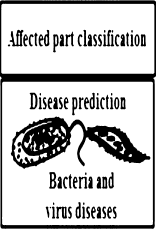 Affected part classification
Disease prediction
Bacteria and
virus diseases